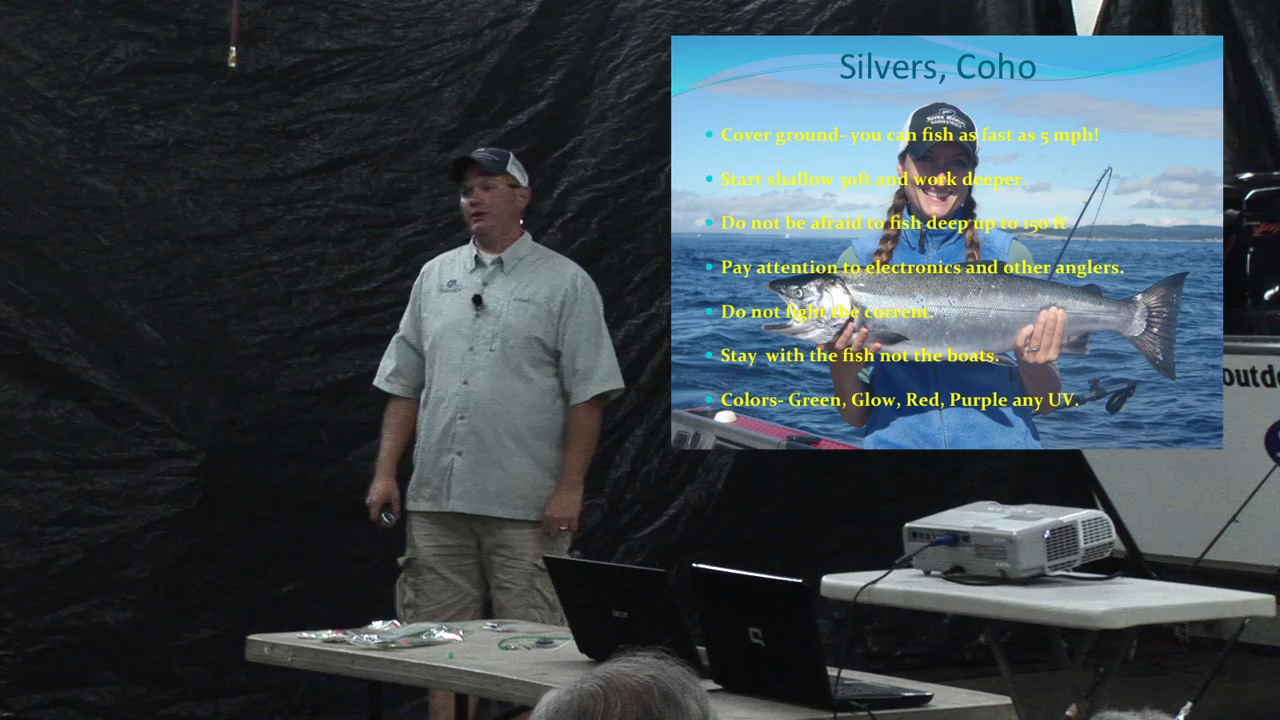 Silvers, Coho
• Cover ground- you can fish as fast as 5 mph!
• Start shallow 30ft and work deeper.
• Do not be afraid to fish deep up to 150 ft
• Pay attention to electronics and other anglers.
• Do not fight the current.
• Stay with the fish not the boats.
• Colors- Green, Glow, Red, Purple any UV.
acer